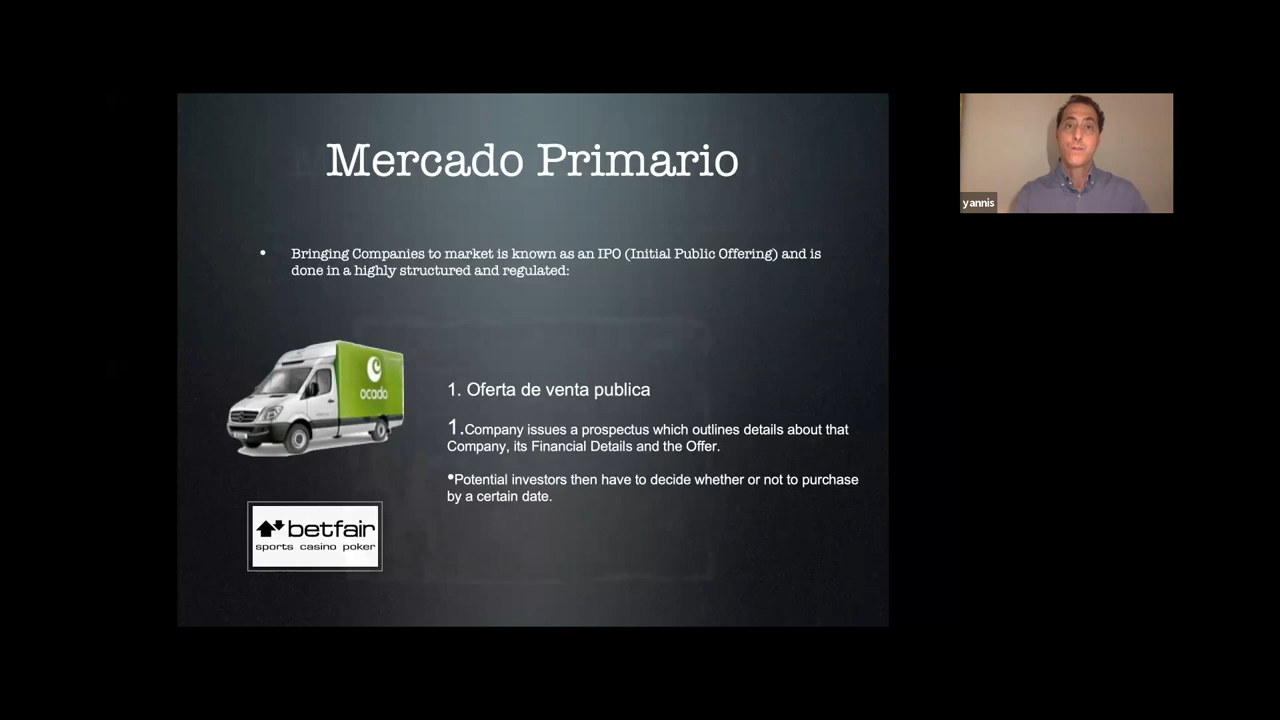 Mercado Primario
yannis
• Bringing Companies to market is known as an IPO (Initial Public Offering) and is
done in a highly structured and regulated:
ocado
1. Oferta de venta publica
1.Company issues a prospectus which outlines details about that
Company, its Financial Details and the Offer.
•Potential investors then have to decide whether or not to purchase
by a certain date.
betfair
sports casino poker